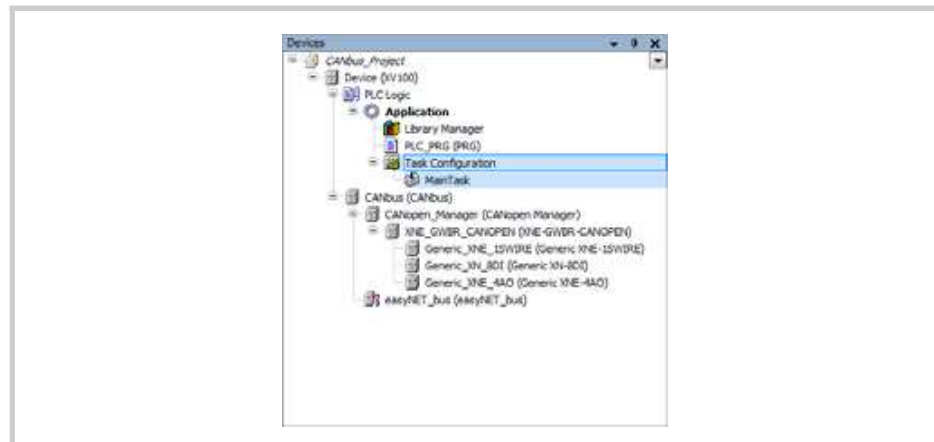 Devices
CANbus_Project
Device (XV100)
PLC Logic
Application
Library Manager
PLC_PRG (PRG)
Task Configuration
MainTask
CANbus (CANbus)
CANopen_Manager (CANopen Manager)
XNE_GWBR_CANOPEN (XNE-GWBR-CANOPEN)
Generic_XNE_1SWIRE (Generic XNE-1SWIRE)
Generic_XN_8DI (Generic XN-8DI)
Generic_XNE_4AO (Generic XNE-4AO)
easyNET_bus (easyNET_bus)